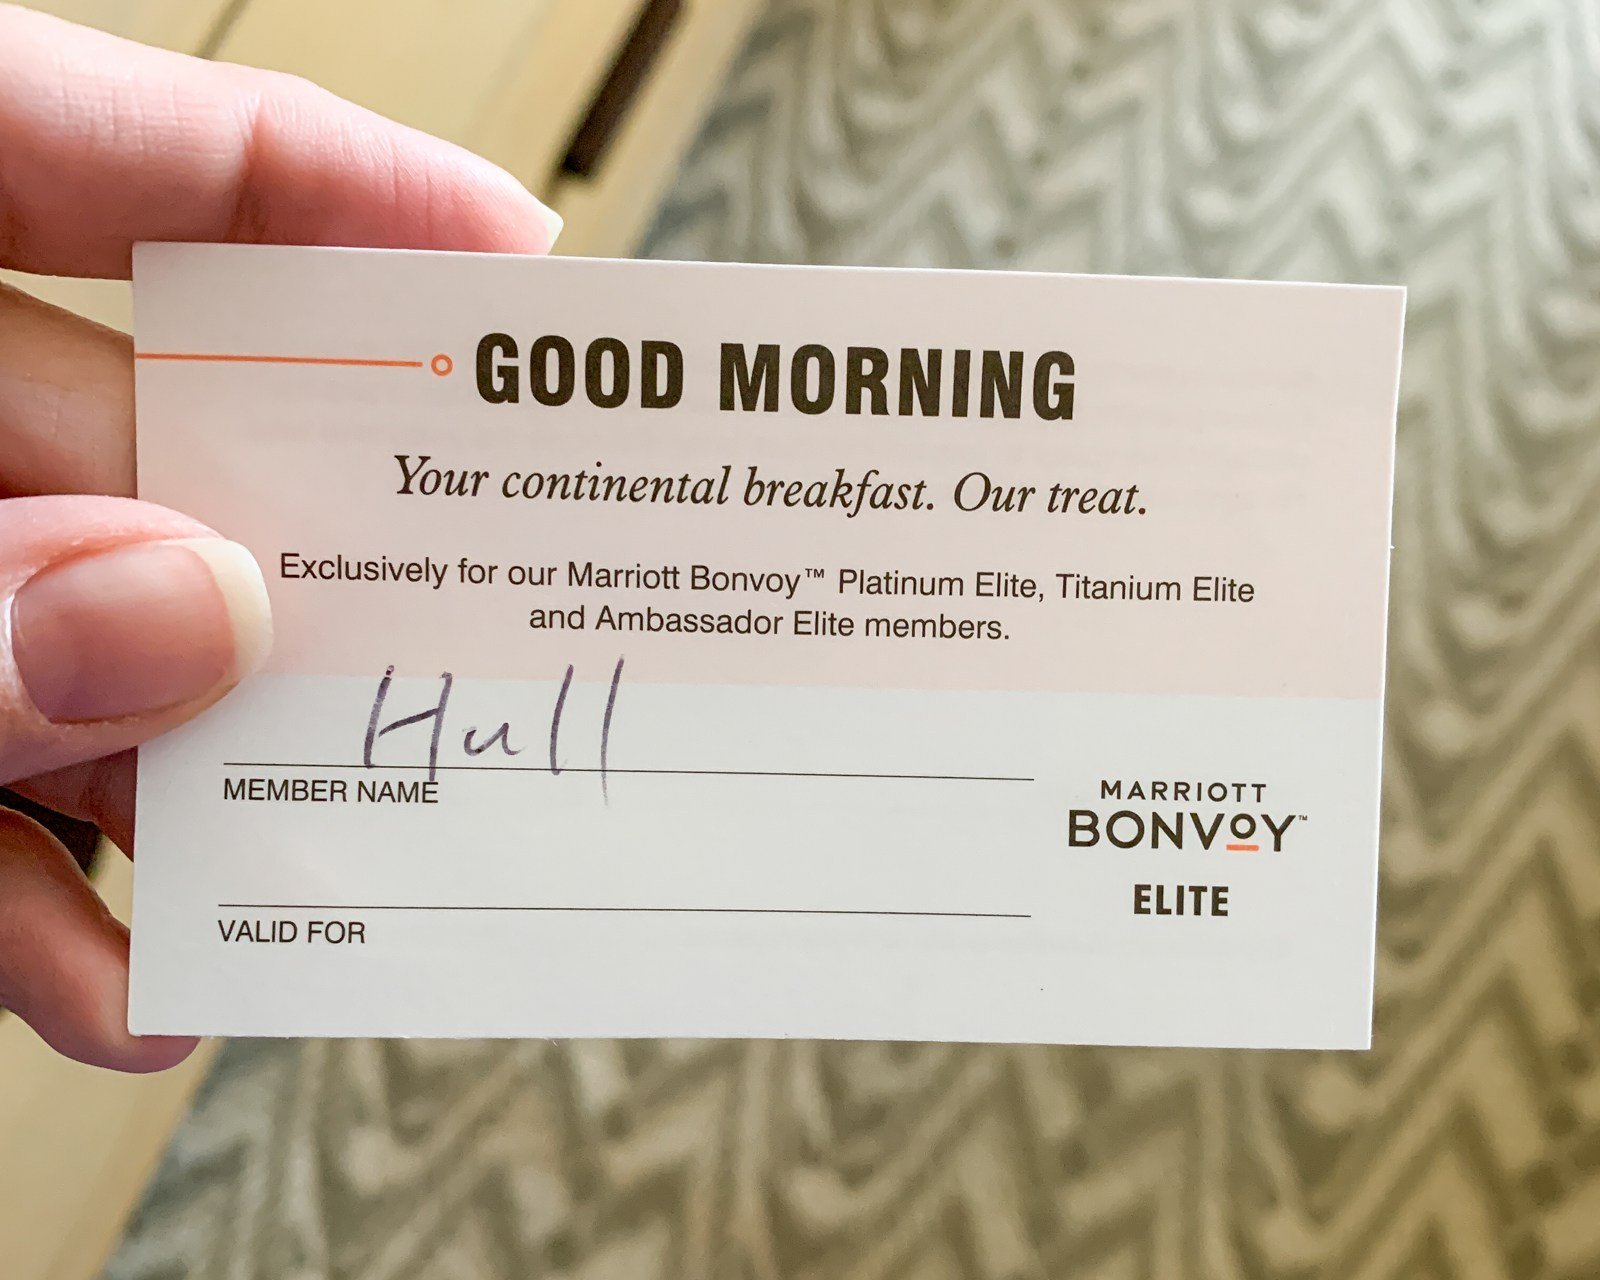 GOOD MORNING
Your continental breakfast. Our treat.
Exclusively for our Marriott Bonvoy™ Platinum Elite, Titanium Elite
and Ambassador Elite members.
Hull
MEMBER NAME
VALID FOR
MARRIOTT
BONVOY™
ELITE